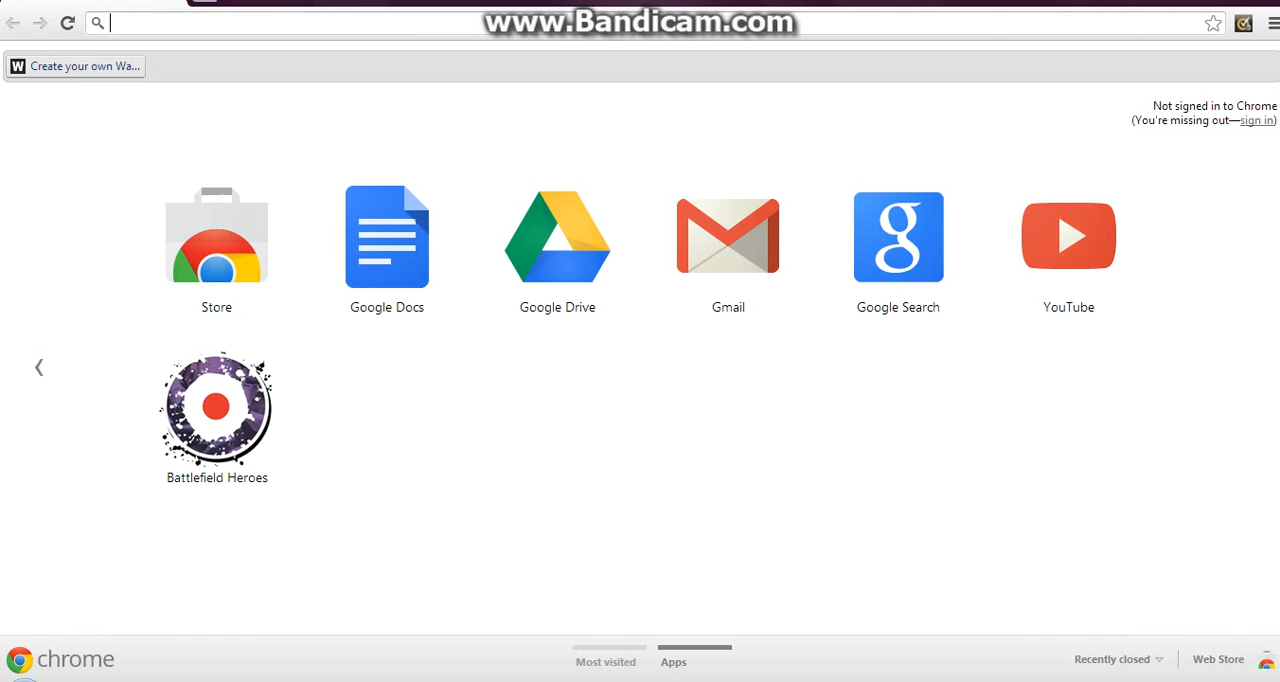 www.Bandicam.com
W Create your own Wa...
Not signed in to Chrome
(You're missing out—sign in)
Store
Google Docs
Google Drive
Gmail
Google Search
YouTube
Battlefield Heroes
chrome
Most visited
Apps
Recently closed
Web Store